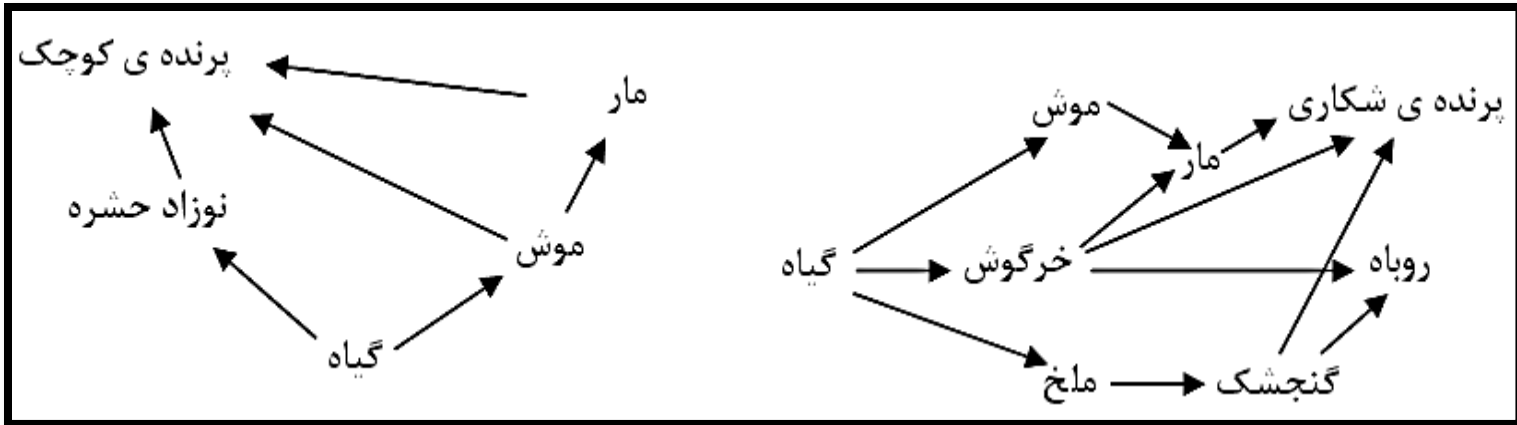 پرنده ی شکاری
موش
مار
گیاه
خرگوش
روباه
ملخ
گنجشک
پرنده ی کوچک
مار
نوزاد حشره
موش
گیاه